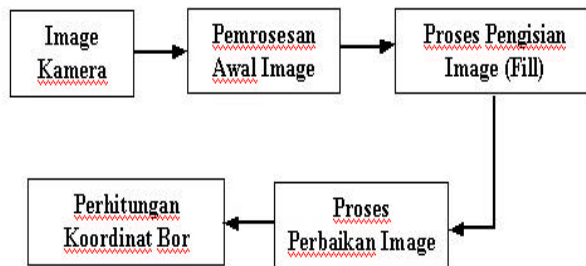 Image
Kamera
Pemrosesan
Awal Image
Proses Pengisian
Image (Fill)
Proses
Perbaikan Image
Perhitungan
Koordinat Bor